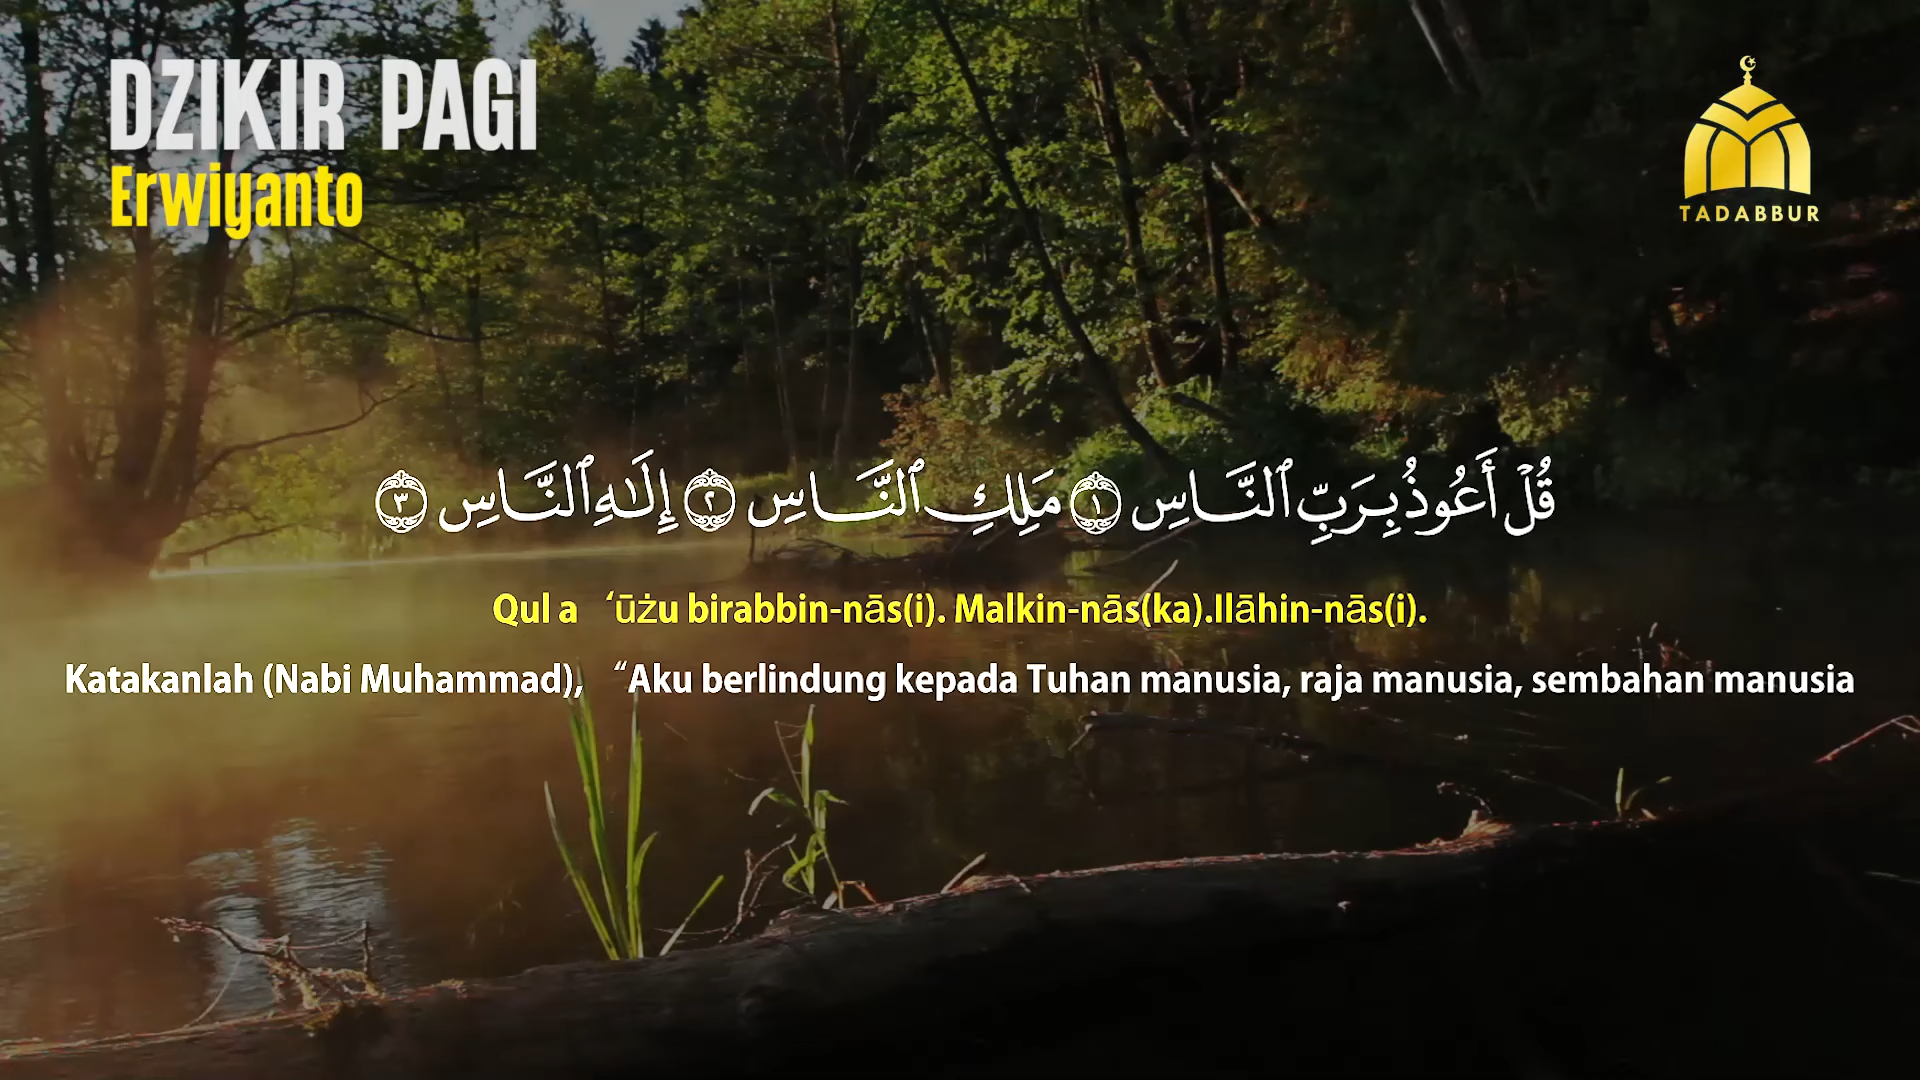 DZIKIR PAGI
Erwiyanto
TADABBUR
قُلْ أَعُوذُ بِرَبِّ ٱلنَّاسِ ١ مَلِكِ ٱلنَّاسِ ٢ إِلَـٰهِ ٱلنَّاسِ ٣
Qul a ‘ūżu birabbin-nās(i). Malkin-nās(ka).Ilāhin-nās(i).
Katakanlah (Nabi Muhammad), “Aku berlindung kepada Tuhan manusia, raja manusia, sembahan manusia